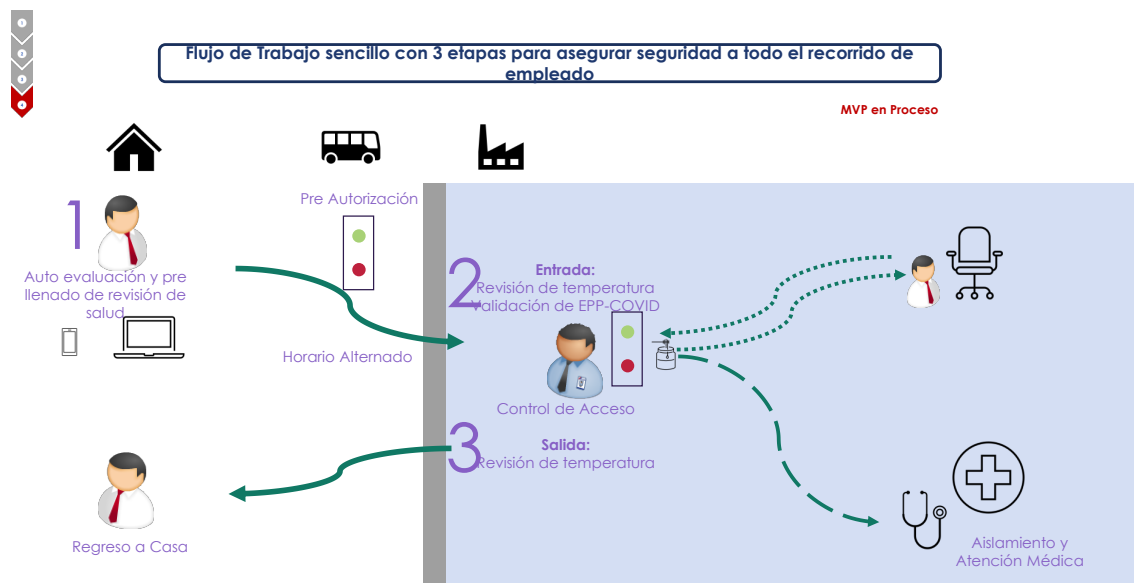 Flujo de Trabajo sencillo con 3 etapas para asegurar seguridad a todo el recorrido de
empleado
MVP en Proceso
1
Auto evaluación y pre
llenado de revisión de
salud
Pre Autorización
Horario Alternado
2
Entrada:
Revisión de temperatura
Validación de EPP-COVID
Control de Acceso
3
Salida:
Revisión de temperatura
Regreso a Casa
Aislamiento y
Atención Médica